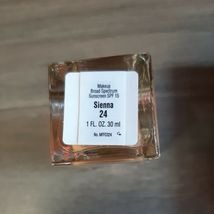 Makeup
Broad Spectrum
Sunscreen SPF 15
Sienna
24
1 FL. OZ. 30 ml